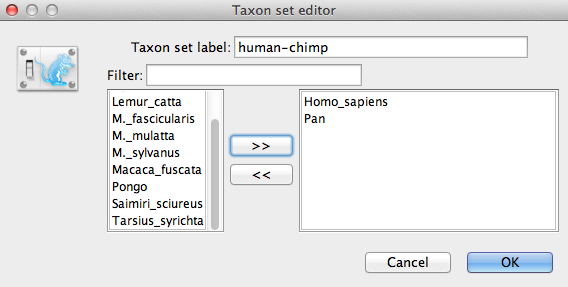 Taxon set editor
Taxon set label: human-chimp
Filter:
Lemur_catta
M._fascicularis
M._mulatta
M._sylvanus
Macaca_fuscata
Pongo
Saimiri_sciureus
Tarsius_syrichta
>>
<<
Homo_sapiens
Pan
Cancel OK